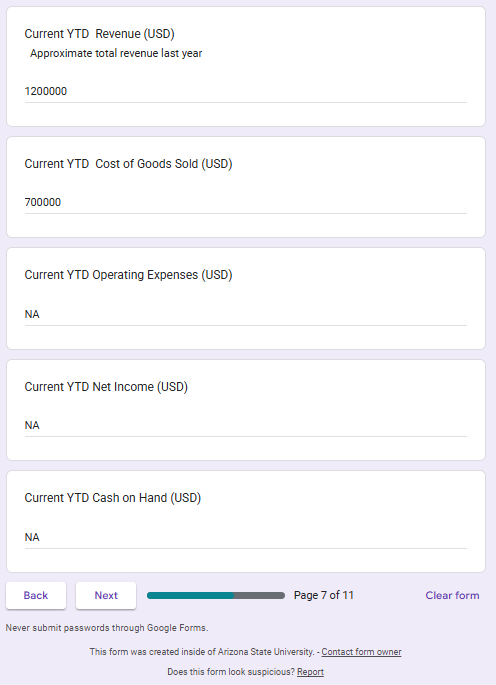 Current YTD  Revenue (USD)
Approximate total revenue last year
1200000
Current YTD  Cost of Goods Sold (USD)
700000
Current YTD Operating Expenses (USD)
NA
Current YTD Net Income (USD)
NA
Current YTD Cash on Hand (USD)
NA
Back Next Page 7 of 11 Clear form
Never submit passwords through Google Forms.
This form was created inside of Arizona State University. - Contact form owner
Does this form look suspicious? Report